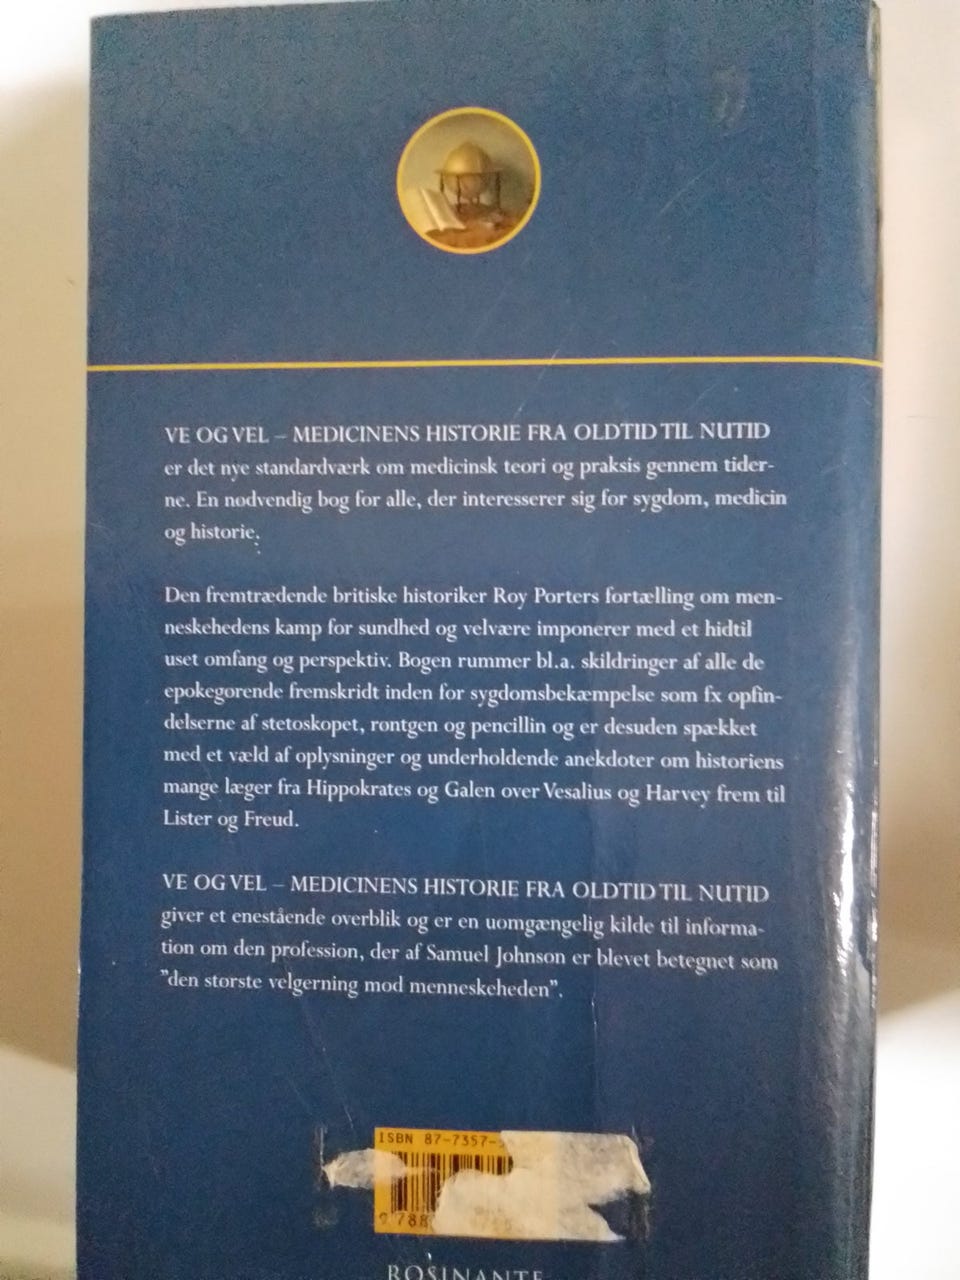 VE OG VEL – MEDICINENS HISTORIE FRA OLDTID TIL NUTID
er det nye standardværk om medicinsk teori og praksis gennem tider-
ne. En nødvendig bog for alle, der interesserer sig for sygdom, medicin
og historie.
Den fremtrædende britiske historiker Roy Porters fortælling om men-
neskehedens kamp for sundhed og velvære imponerer med et hidtil
uset omfang og perspektiv. Bogen rummer bl.a. skildringer af alle de
epokegørende fremskridt inden for sygdomsbekæmpelse som fx opfin-
delserne af stetoskopet, røntgen og pencillin og er desuden spækket
med et væld af oplysninger og underholdende anekdoter om historiens
mange læger fra Hippokrates og Galen over Vesalius og Harvey frem til
Lister og Freud.
VE OG VEL – MEDICINENS HISTORIE FRA OLDTID TIL NUTID
giver et enestående overblik og er en uomgængelig kilde til informa-
tion om den profession, der af Samuel Johnson er blevet betegnet som
"den største velgerning mod menneskeheden".
ISBN 87-7357-
9 788
ROSINANTE